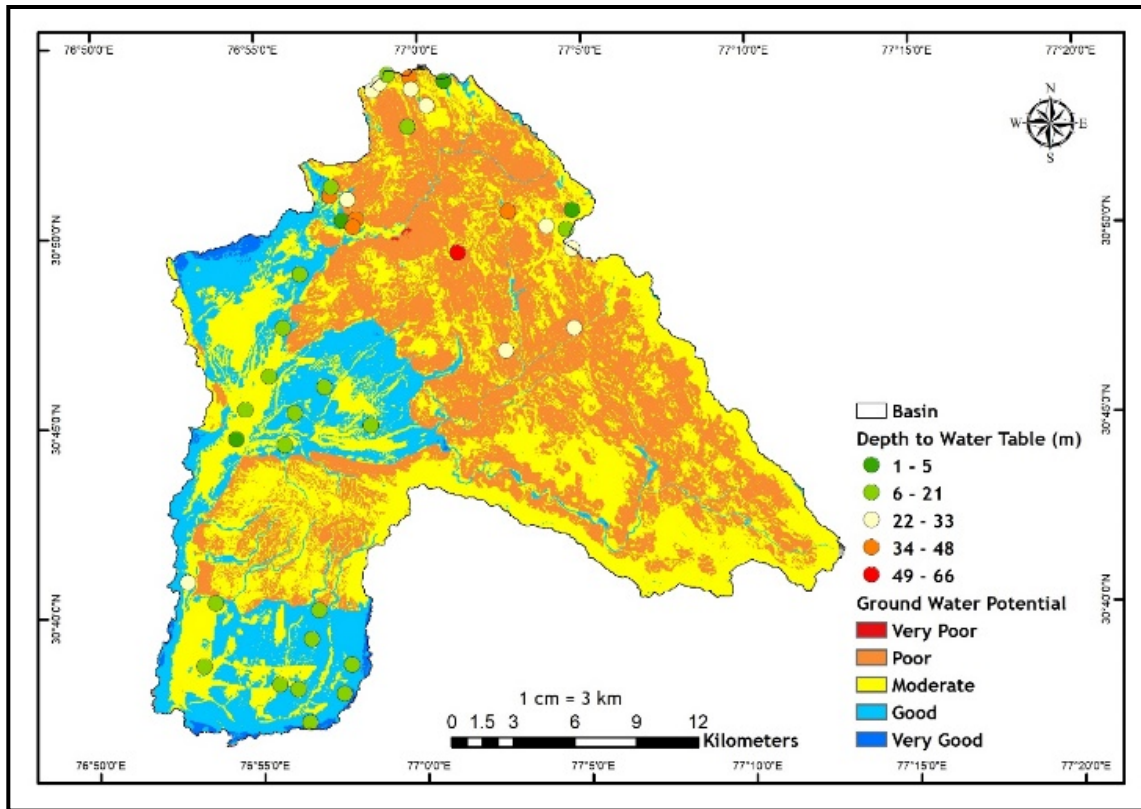 76°50'0"E 76°55'0"E 77°0'0"E 77°5'0"E 77°10'0"E 77°15'0"E 77°20'0"E
N
W E
S
30°50'0"N 30°50'0"N
30°45'0"N 30°45'0"N
30°40'0"N 30°40'0"N
Basin
Depth to Water Table (m)
1 - 5
6 - 21
22 - 33
34 - 48
49 - 66
Ground Water Potential
Very Poor
Poor
Moderate
Good
Very Good
1 cm = 3 km
0 1.5 3 6 9 12
Kilometers
76°50'0"E 76°55'0"E 77°0'0"E 77°5'0"E 77°10'0"E 77°15'0"E 77°20'0"E